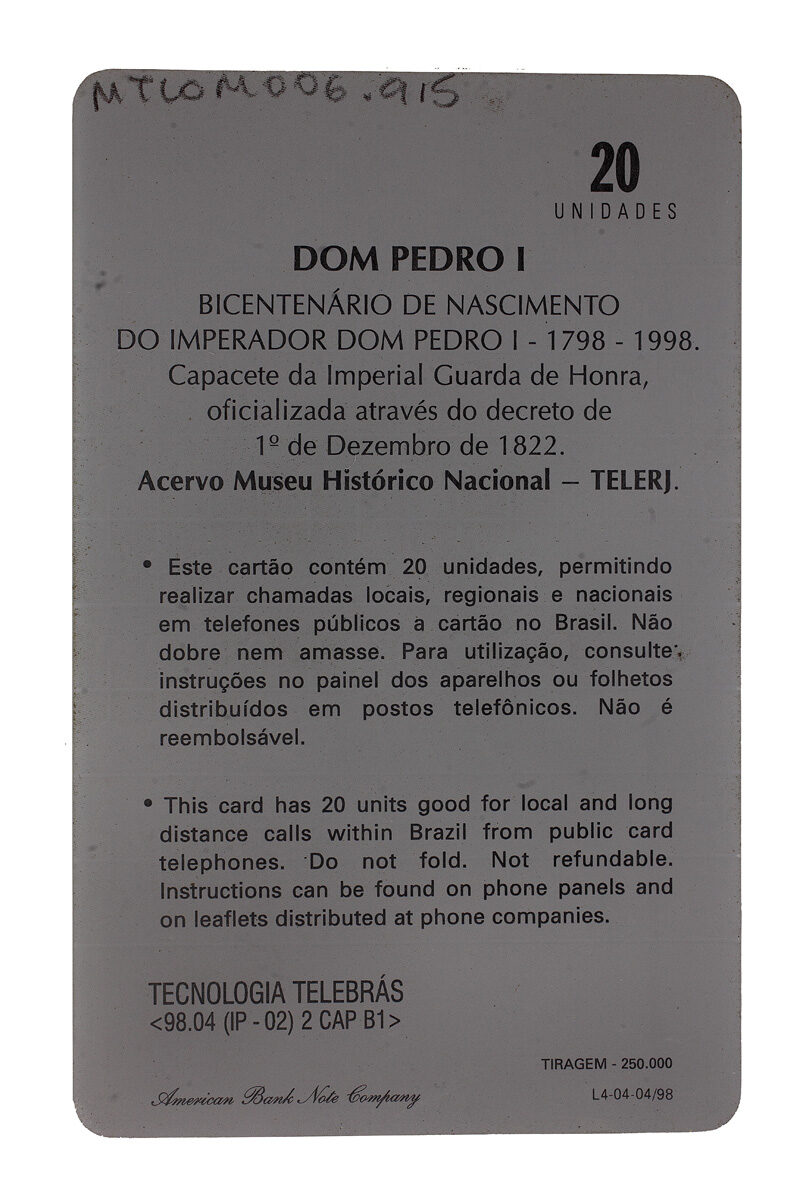 MTLOM006.915
20
UNIDADES
DOM PEDRO I
BICENTENÁRIO DE NASCIMENTO
DO IMPERADOR DOM PEDRO I - 1798 - 1998.
Capacete da Imperial Guarda de Honra,
oficializada através do decreto de
1º de Dezembro de 1822.
Acervo Museu Histórico Nacional – TELERJ.
• Este cartão contém 20 unidades, permitindo
realizar chamadas locais, regionais e nacionais
em telefones públicos a cartão no Brasil. Não
dobre nem amasse. Para utilização, consulte
instruções no painel dos aparelhos ou folhetos
distribuídos em postos telefônicos. Não é
reembolsável.
• This card has 20 units good for local and long
distance calls within Brazil from public card
telephones. Do not fold. Not refundable.
Instructions can be found on phone panels and
on leaflets distributed at phone companies.
TECNOLOGIA TELEBRÁS
<98.04 (IP - 02) 2 CAP B1>
TIRAGEM - 250.000
American Bank Note Company
L4-04-04/98